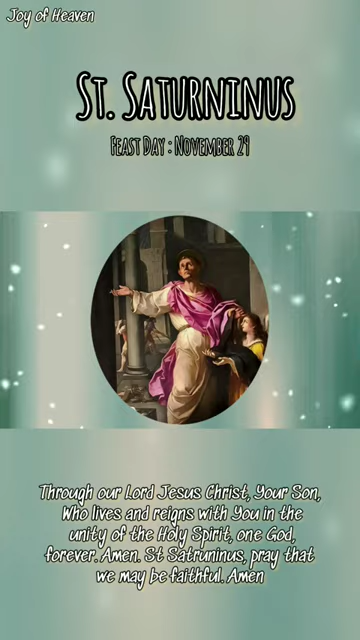 Joy of Heaven
St. Saturninus
Feast Day : November 29
Through our Lord Jesus Christ, Your Son,
Who lives and reigns with You in the
unity of the Holy Spirit, one God,
forever. Amen. St Satruninus, pray that
we may be faithful. Amen